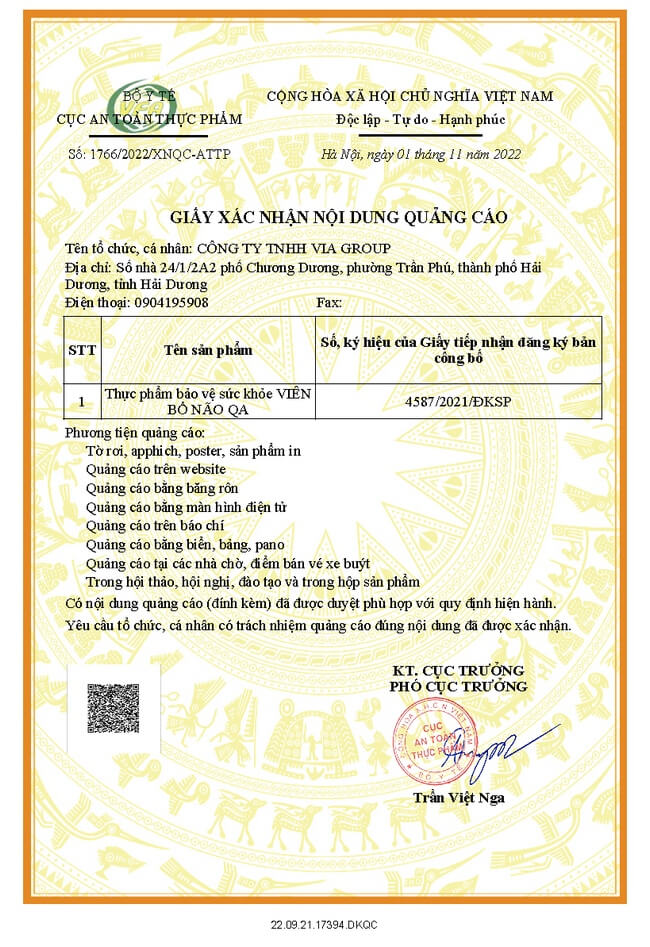 BỘ Y TẾ
CỤC AN TOÀN THỰC PHẨM
CỘNG HÒA XÃ HỘI CHỦ NGHĨA VIỆT NAM
Độc lập - Tự do - Hạnh phúc
Số: 1766/2022/XNQC-ATTP
Hà Nội, ngày 01 tháng 11 năm 2022
GIẤY XÁC NHẬN NỘI DUNG QUẢNG CÁO
Tên tổ chức, cá nhân: CÔNG TY TNHH VIA GROUP
Địa chỉ: Số nhà 24/1/2A2 phố Chương Dương, phường Trần Phú, thành phố Hải
Dương, tỉnh Hải Dương
Điện thoại: 0904195908 Fax:
STT
Tên sản phẩm
Số, ký hiệu của Giấy tiếp nhận đăng ký bản
công bố
1
Thực phẩm bảo vệ sức khỏe VIÊN
BỔ NÃO QA
4587/2021/ĐKSP
Phương tiện quảng cáo:
Tờ rơi, apphich, poster, sản phẩm in
Quảng cáo trên website
Quảng cáo bằng băng rôn
Quảng cáo bằng màn hình điện tử
Quảng cáo trên báo chí
Quảng cáo bằng biển, bảng, pano
Quảng cáo tại các nhà chờ, điểm bán vé xe buýt
Trong hội thảo, hội nghị, đào tạo và trong hộp sản phẩm
Có nội dung quảng cáo (đính kèm) đã được duyệt phù hợp với quy định hiện hành.
Yêu cầu tổ chức, cá nhân có trách nhiệm quảng cáo đúng nội dung đã được xác nhận.
KT. CỤC TRƯỞNG
PHÓ CỤC TRƯỞNG
CỘNG HÒA X.H.C.N VIỆT NAM
CỤC
AN TOÀN
THỰC PHẨM
BỘ Y TẾ
Trần Việt Nga
22.09.21.17394.DKQC